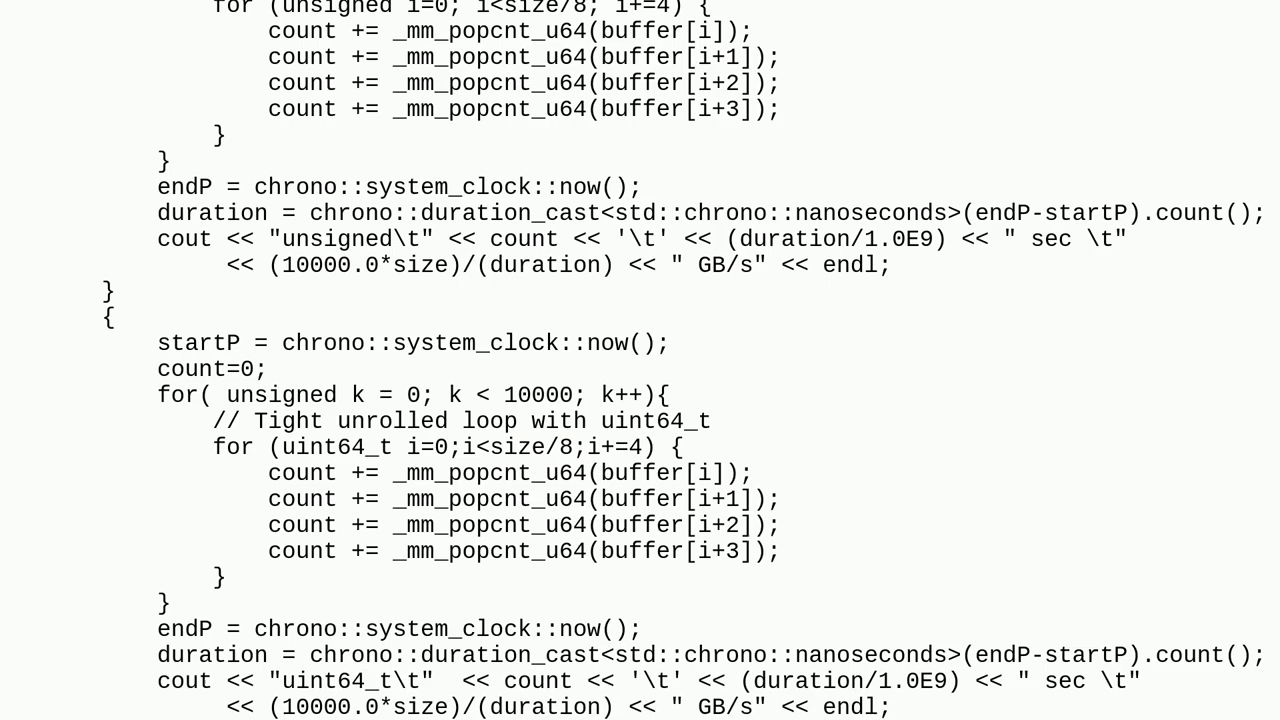 for (unsigned i=0; i<size/8; i+=4) {
count += _mm_popcnt_u64(buffer[i]);
count += _mm_popcnt_u64(buffer[i+1]);
count += _mm_popcnt_u64(buffer[i+2]);
count += _mm_popcnt_u64(buffer[i+3]);
}
}
endP = chrono::system_clock::now();
duration = chrono::duration_cast<std::chrono::nanoseconds>(endP-startP).count();
cout << "unsigned\t" << count << '\t' << (duration/1.0E9) << " sec \t"
<< (10000.0*size)/(duration) << " GB/s" << endl;
}
{
startP = chrono::system_clock::now();
count=0;
for( unsigned k = 0; k < 10000; k++){
// Tight unrolled loop with uint64_t
for (uint64_t i=0;i<size/8;i+=4) {
count += _mm_popcnt_u64(buffer[i]);
count += _mm_popcnt_u64(buffer[i+1]);
count += _mm_popcnt_u64(buffer[i+2]);
count += _mm_popcnt_u64(buffer[i+3]);
}
}
endP = chrono::system_clock::now();
duration = chrono::duration_cast<std::chrono::nanoseconds>(endP-startP).count();
cout << "uint64_t\t"  << count << '\t' << (duration/1.0E9) << " sec \t"
<< (10000.0*size)/(duration) << " GB/s" << endl;